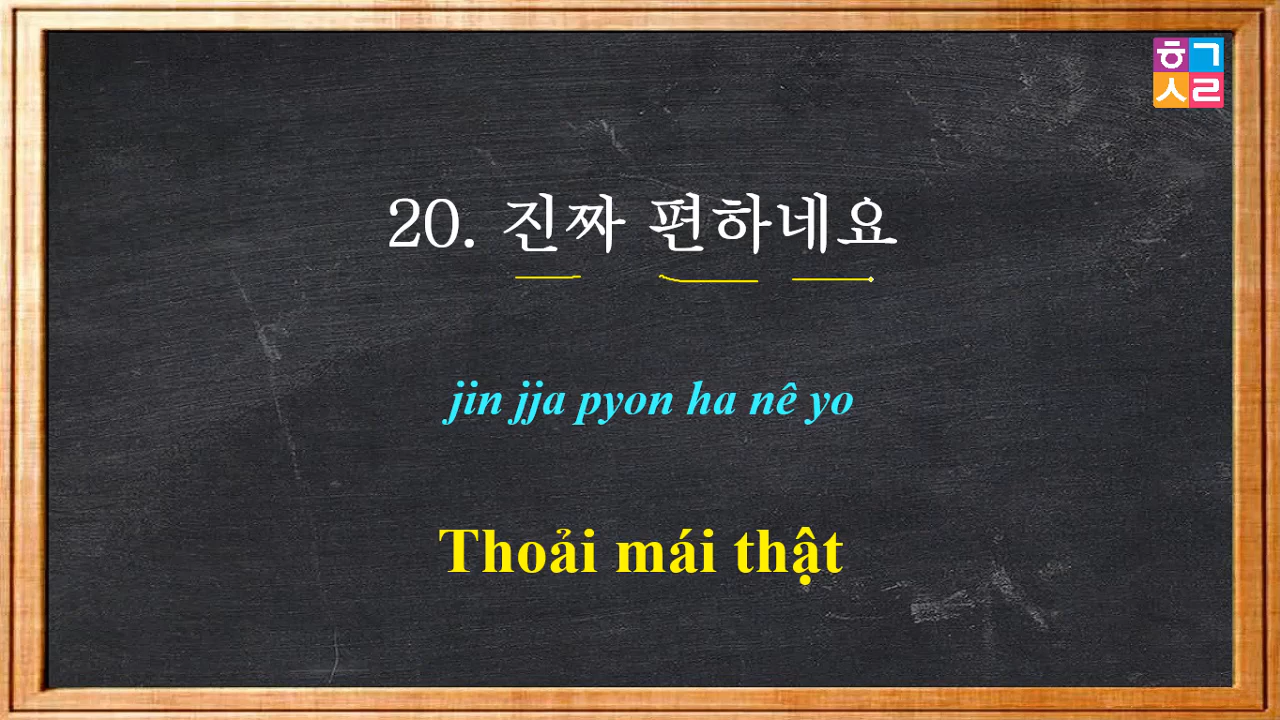 ㅎㄱ
ㅅㄹ
20. 진짜 편하네요
jin jja pyon ha nê yo
Thoải mái thật